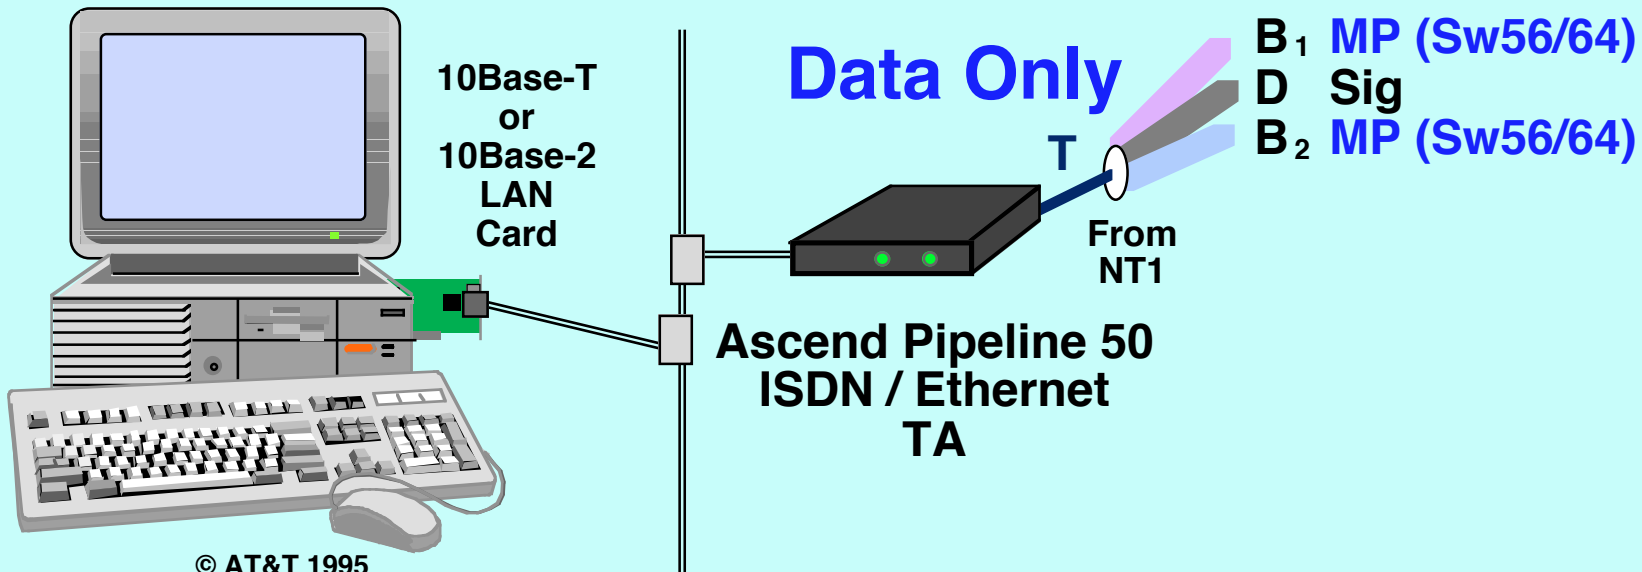 10Base-T
or
10Base-2
LAN
Card
Data Only
B1 MP (Sw56/64)
D Sig
B2 MP (Sw56/64)
T
From
NT1
Ascend Pipeline 50
ISDN / Ethernet
TA
© AT&T 1995